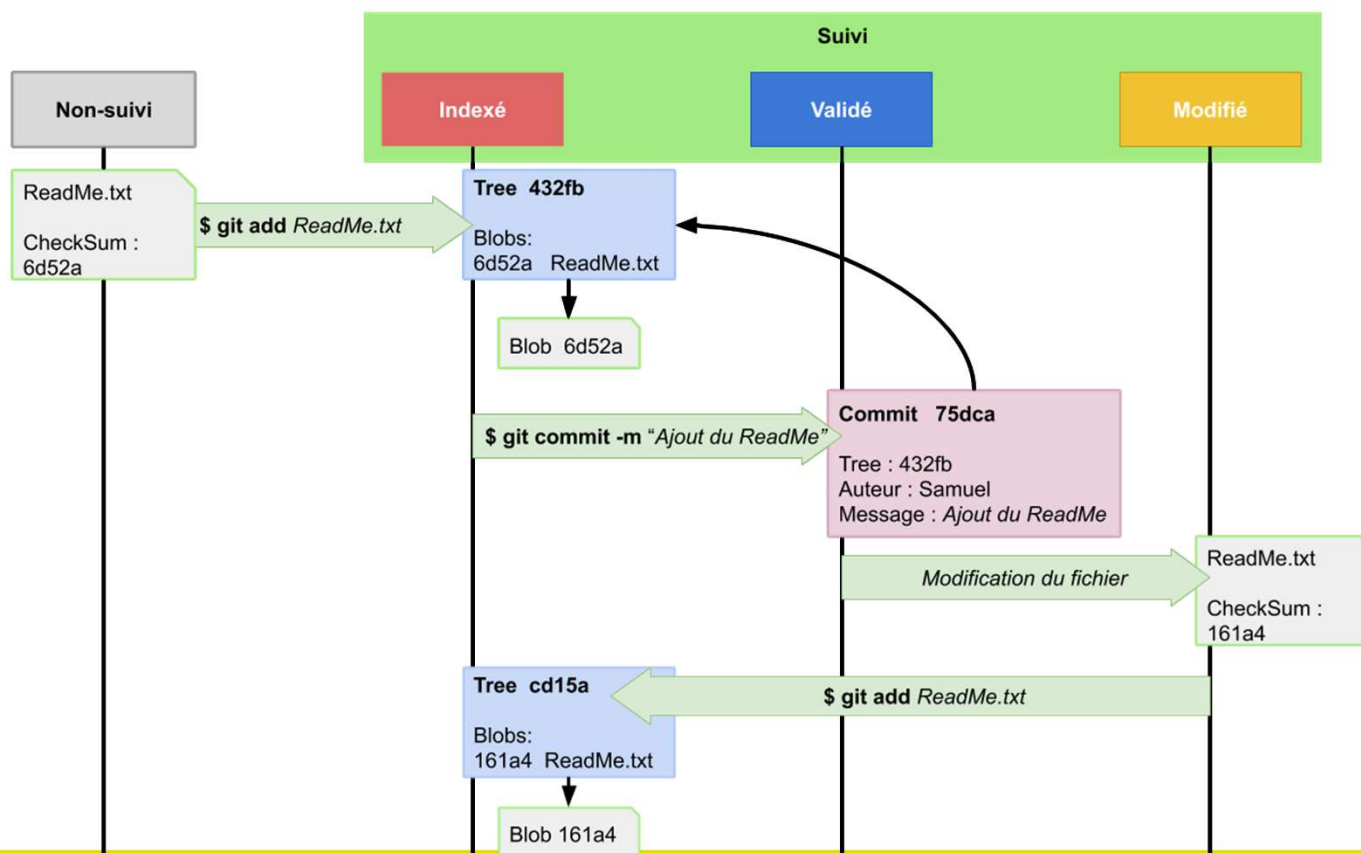 Suivi
Non-suivi
Indexé
Validé
Modifié
ReadMe.txt
CheckSum :
6d52a
$ git add ReadMe.txt
Tree 432fb
Blobs:
6d52a ReadMe.txt
Blob 6d52a
$ git commit -m “Ajout du ReadMe”
Commit 75dca
Tree : 432fb
Auteur : Samuel
Message : Ajout du ReadMe
Modification du fichier
ReadMe.txt
CheckSum :
161a4
$ git add ReadMe.txt
Tree cd15a
Blobs:
161a4 ReadMe.txt
Blob 161a4